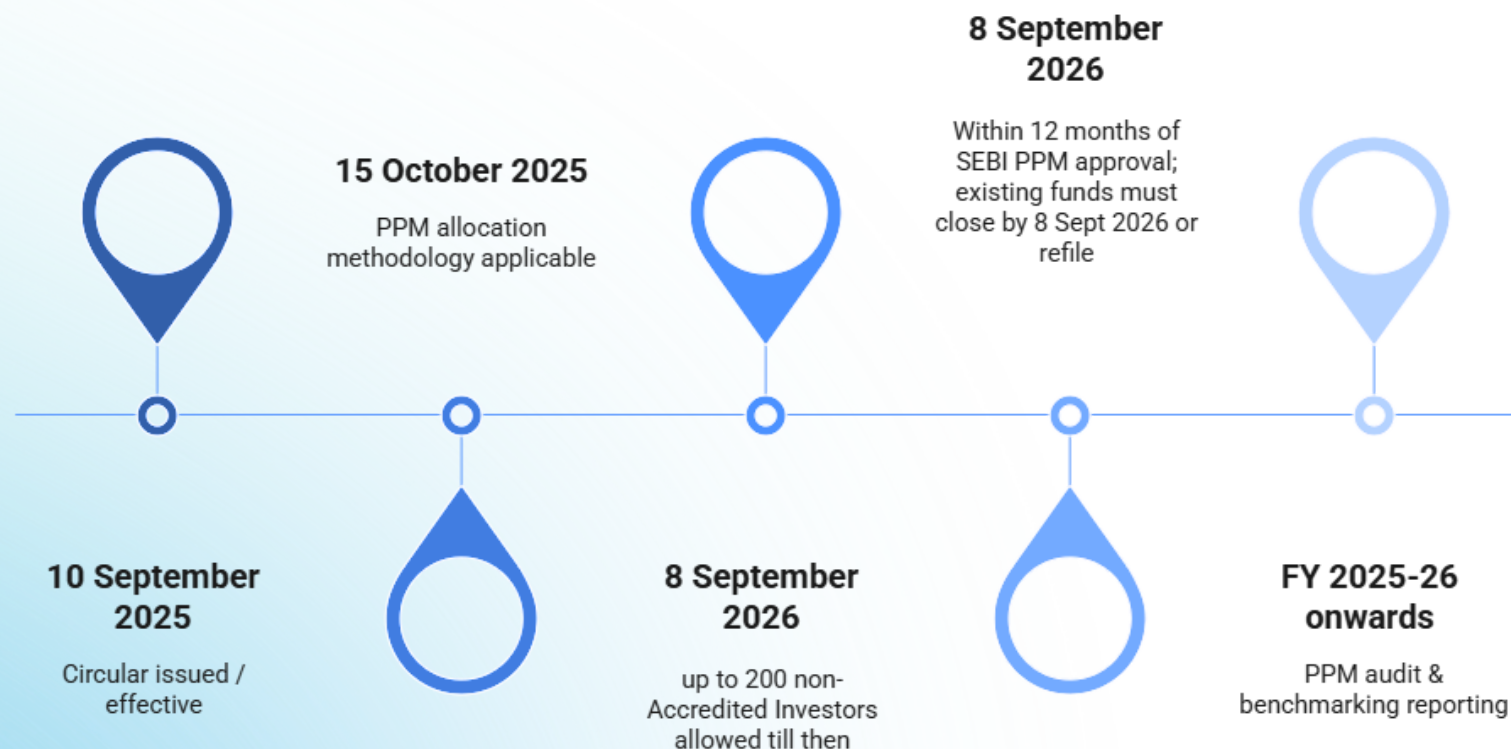 10 September
2025
Circular issued /
effective
15 October 2025
PPM allocation
methodology applicable
8 September
2026
up to 200 non-
Accredited Investors
allowed till then
8 September
2026
Within 12 months of
SEBI PPM approval;
existing funds must
close by 8 Sept 2026 or
refile
FY 2025-26
onwards
PPM audit &
benchmarking reporting